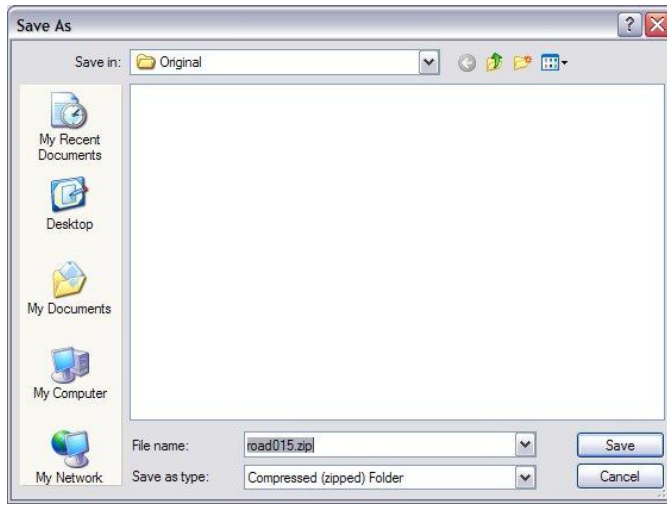 Save As
Save in:
Original
My Recent
Documents
Desktop
My Documents
My Computer
My Network
File name:
road015.zip
Save
Save as type:
Compressed (zipped) Folder
Cancel